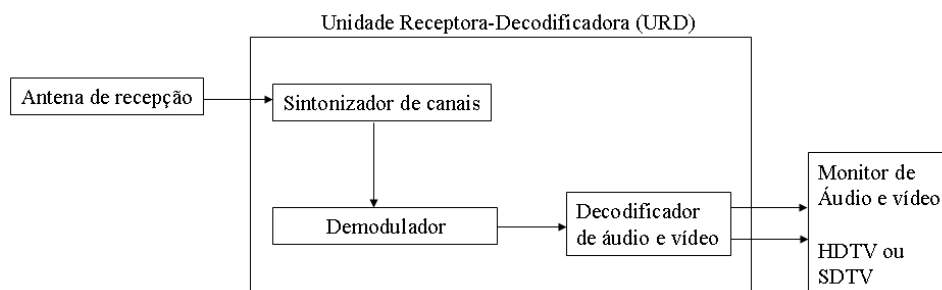 Unidade Receptora-Decodificadora (URD)
Antena de recepção
Sintonizador de canais
Demodulador
Decodificador
de áudio e vídeo
Monitor de
Áudio e vídeo
HDTV ou
SDTV